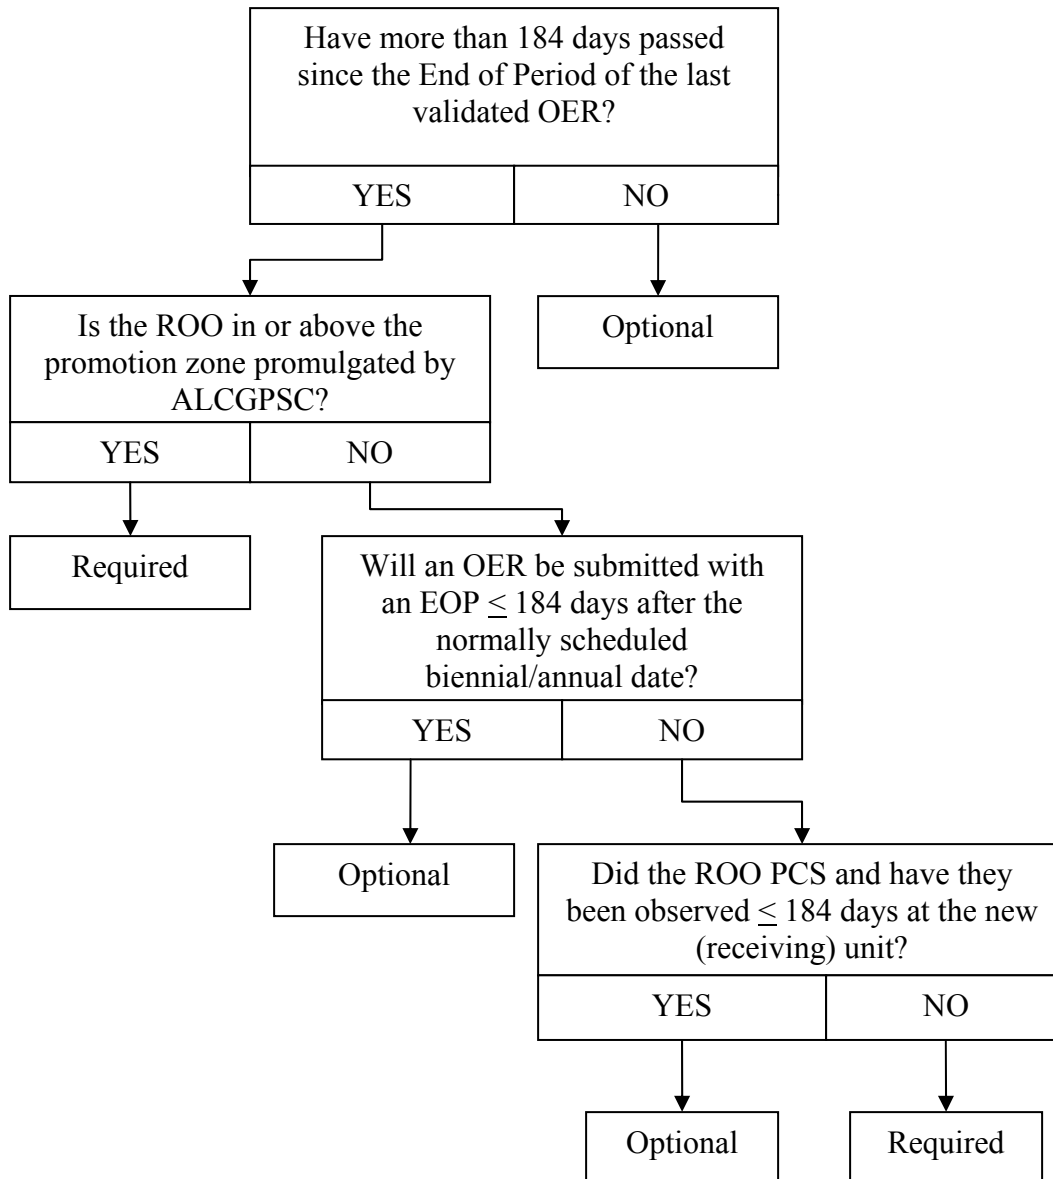 Have more than 184 days passed
since the End of Period of the last
validated OER?
YES NO
Is the ROO in or above the
promotion zone promulgated by
ALCGPSC?
YES NO
Optional
Required
Will an OER be submitted with
an EOP < 184 days after the
normally scheduled
biennial/annual date?
YES NO
Optional
Did the ROO PCS and have they
been observed < 184 days at the new
(receiving) unit?
YES NO
Optional
Required